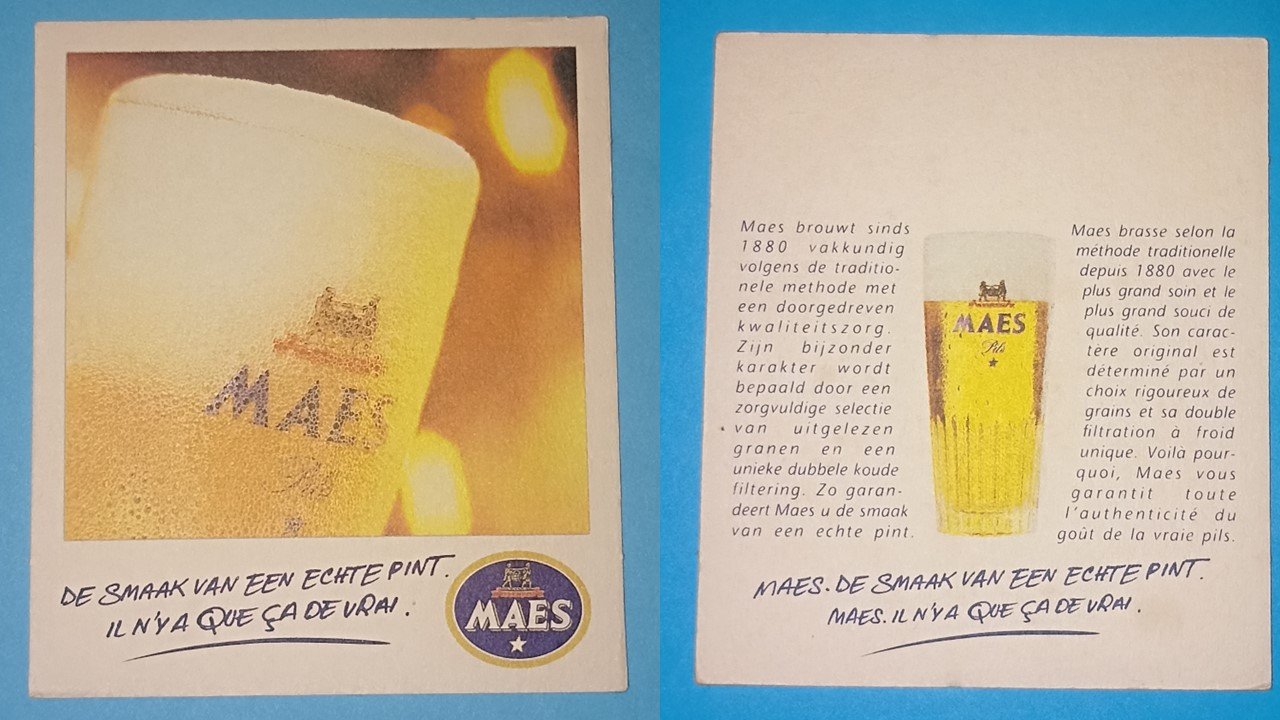 MAES
Pils
DE SMAAK VAN EEN ECHTE PINT.
IL N'Y A QUE ÇA DE VRAI.
MAES
Maes brouwt sinds
1880 vakkundig
volgens de traditio-
nele methode met
een doorgedreven
kwaliteitszorg.
Zijn bijzonder
karakter wordt
bepaald door een
zorgvuldige selectie
van uitgelezen
granen en een
unieke dubbele koude
filtering. Zo garan-
deert Maes u de smaak
van een echte pint.
MAES
Pils
Maes brasse selon la
méthode traditionelle
depuis 1880 avec le
plus grand soin et le
plus grand souci de
qualité. Son carac-
tère original est
déterminé par un
choix rigoureux de
grains et sa double
filtration à froid
unique. Voilà pour-
quoi, Maes vous
garantit toute
l'authenticité du
goût de la vraie pils.
MAES. DE SMAAK VAN EEN ECHTE PINT.
MAES. IL N'Y A QUE ÇA DE VRAI.